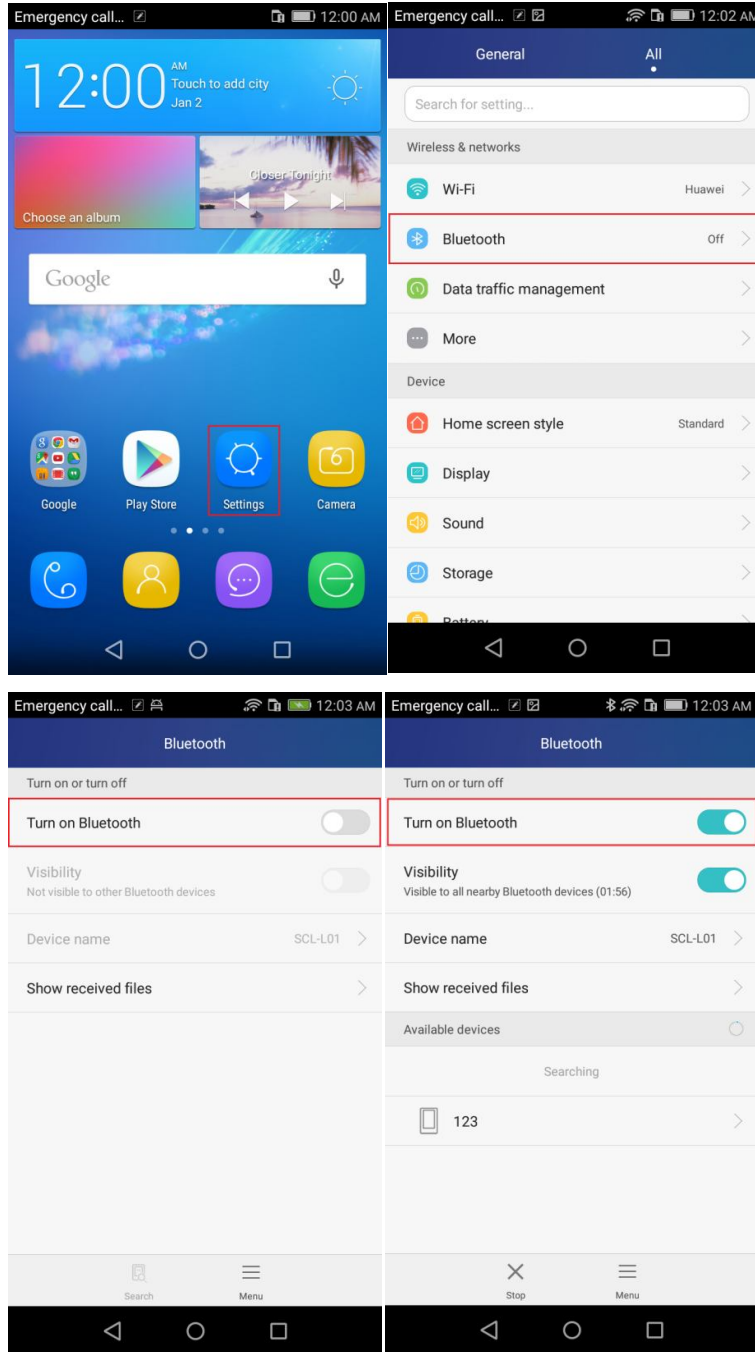 Emergency call...
12:00 AM
12:00 AM
Touch to add city
Jan 2
Choose an album
Closer Tonight
Google
Google
Play Store
Settings
Camera
Emergency call...
12:02 AM
General
All
Search for setting...
Wireless & networks
Wi-Fi
Huawei
Bluetooth
Off
Data traffic management
More
Device
Home screen style
Standard
Display
Sound
Storage
Battery
Emergency call...
12:03 AM
Bluetooth
Turn on or turn off
Turn on Bluetooth
Visibility
Not visible to other Bluetooth devices
Device name
SCL-L01
Show received files
Search
Menu
Emergency call...
12:03 AM
Bluetooth
Turn on or turn off
Turn on Bluetooth
Visibility
Visible to all nearby Bluetooth devices (01:56)
Device name
SCL-L01
Show received files
Available devices
Searching
123
Stop
Menu